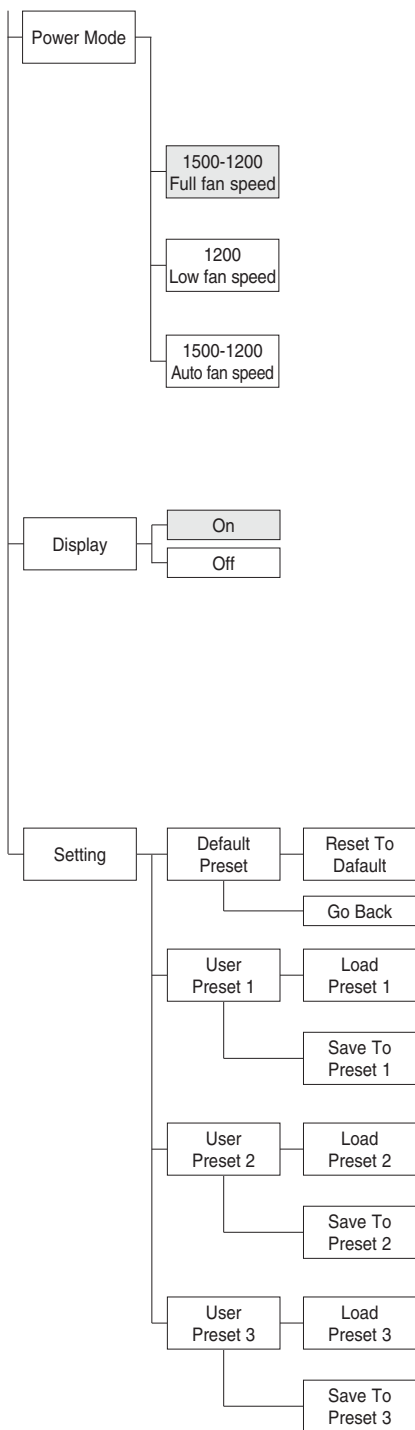 Power Mode
1500-1200
Full fan speed
1200
Low fan speed
1500-1200
Auto fan speed
Display
On
Off
Setting
Default
Preset
Reset To
Dafault
Go Back
User
Preset 1
Load
Preset 1
Save To
Preset 1
User
Preset 2
Load
Preset 2
Save To
Preset 2
User
Preset 3
Load
Preset 3
Save To
Preset 3